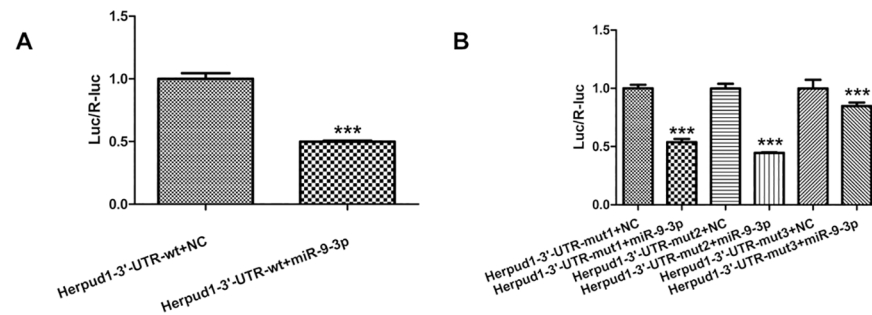 A
Luc/R-luc
1.5
1.0
0.5
0.0
***
Herpud1-3'-UTR-wt+NC
Herpud1-3'-UTR-wt+miR-9-3p
B
Luc/R-luc
1.5
1.0
0.5
0.0
***
***
***
Herpud1-3'-UTR-mut1+NC
Herpud1-3'-UTR-mut1+miR-9-3p
Herpud1-3'-UTR-mut2+NC
Herpud1-3'-UTR-mut2+miR-9-3p
Herpud1-3'-UTR-mut3+NC
Herpud1-3'-UTR-mut3+miR-9-3p